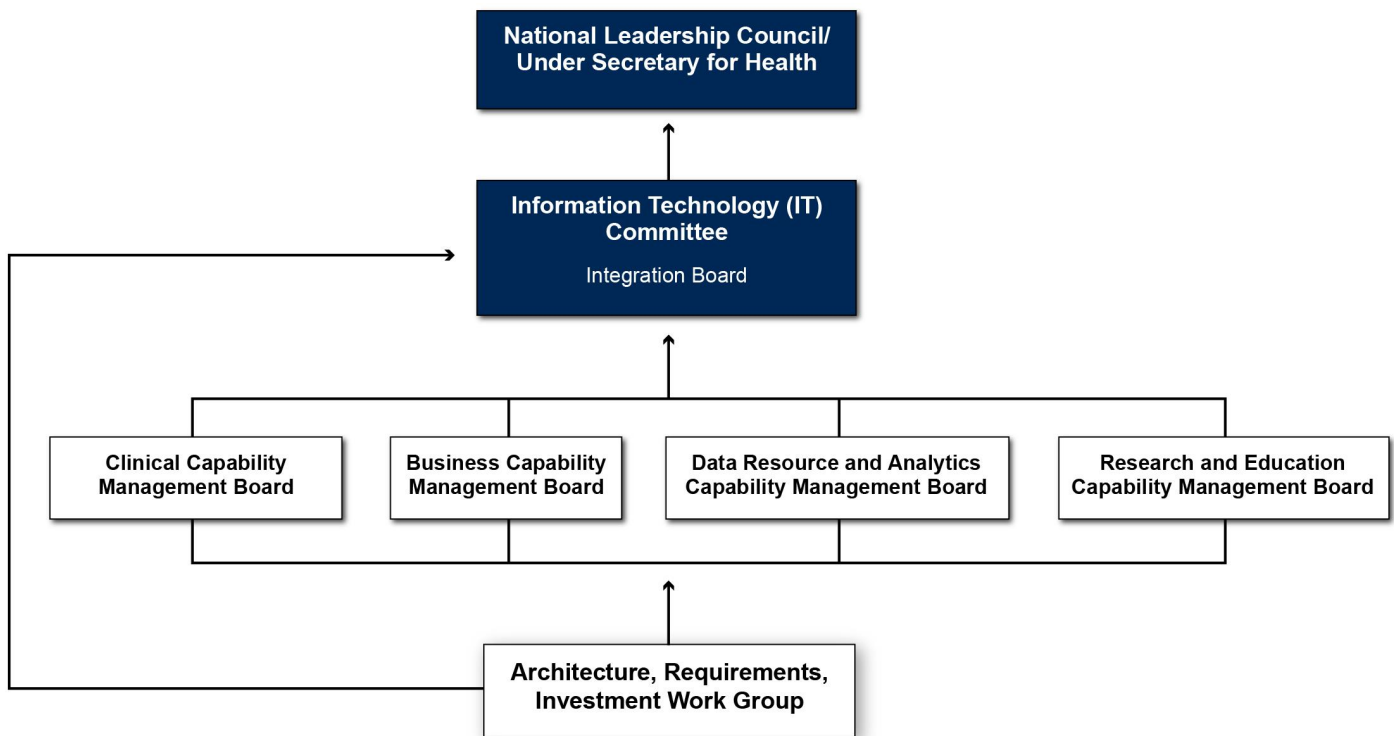 National Leadership Council/
Under Secretary for Health
Information Technology (IT)
Committee
Integration Board
Clinical Capability
Management Board
Business Capability
Management Board
Data Resource and Analytics
Capability Management Board
Research and Education
Capability Management Board
Architecture, Requirements,
Investment Work Group